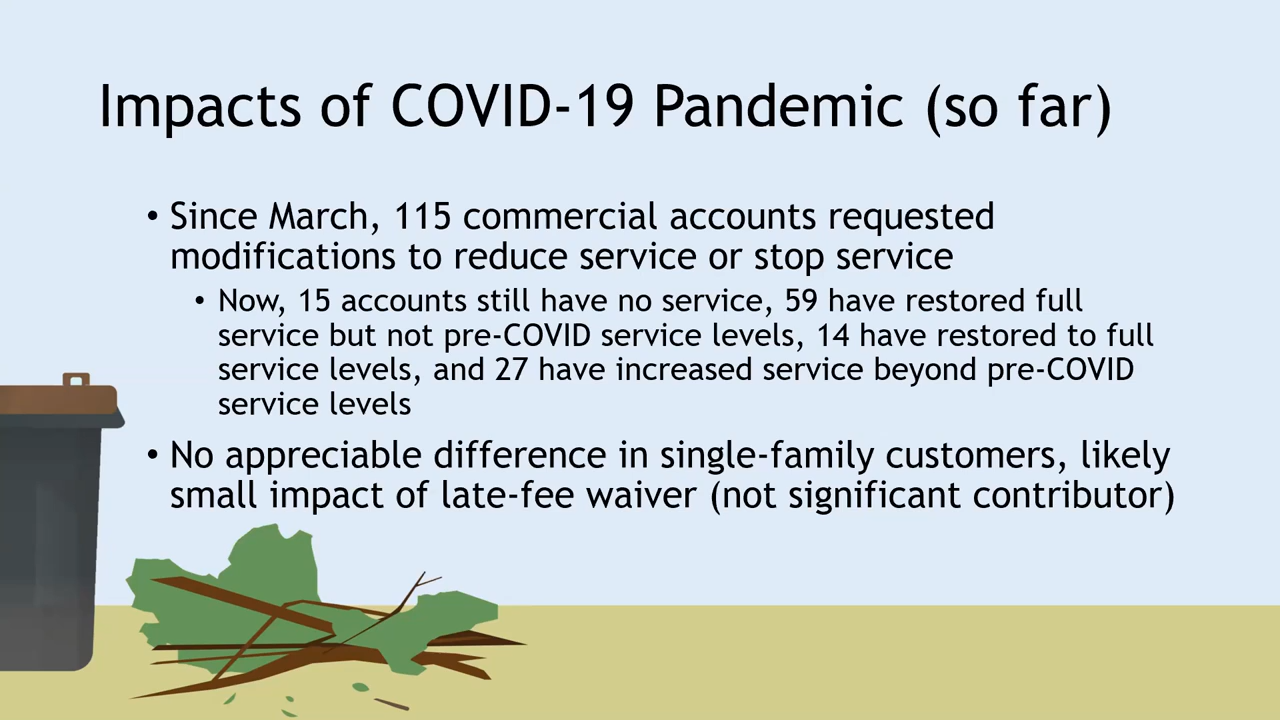 Impacts of COVID-19 Pandemic (so far)
• Since March, 115 commercial accounts requested
modifications to reduce service or stop service
• Now, 15 accounts still have no service, 59 have restored full
service but not pre-COVID service levels, 14 have restored to full
service levels, and 27 have increased service beyond pre-COVID
service levels
• No appreciable difference in single-family customers, likely
small impact of late-fee waiver (not significant contributor)